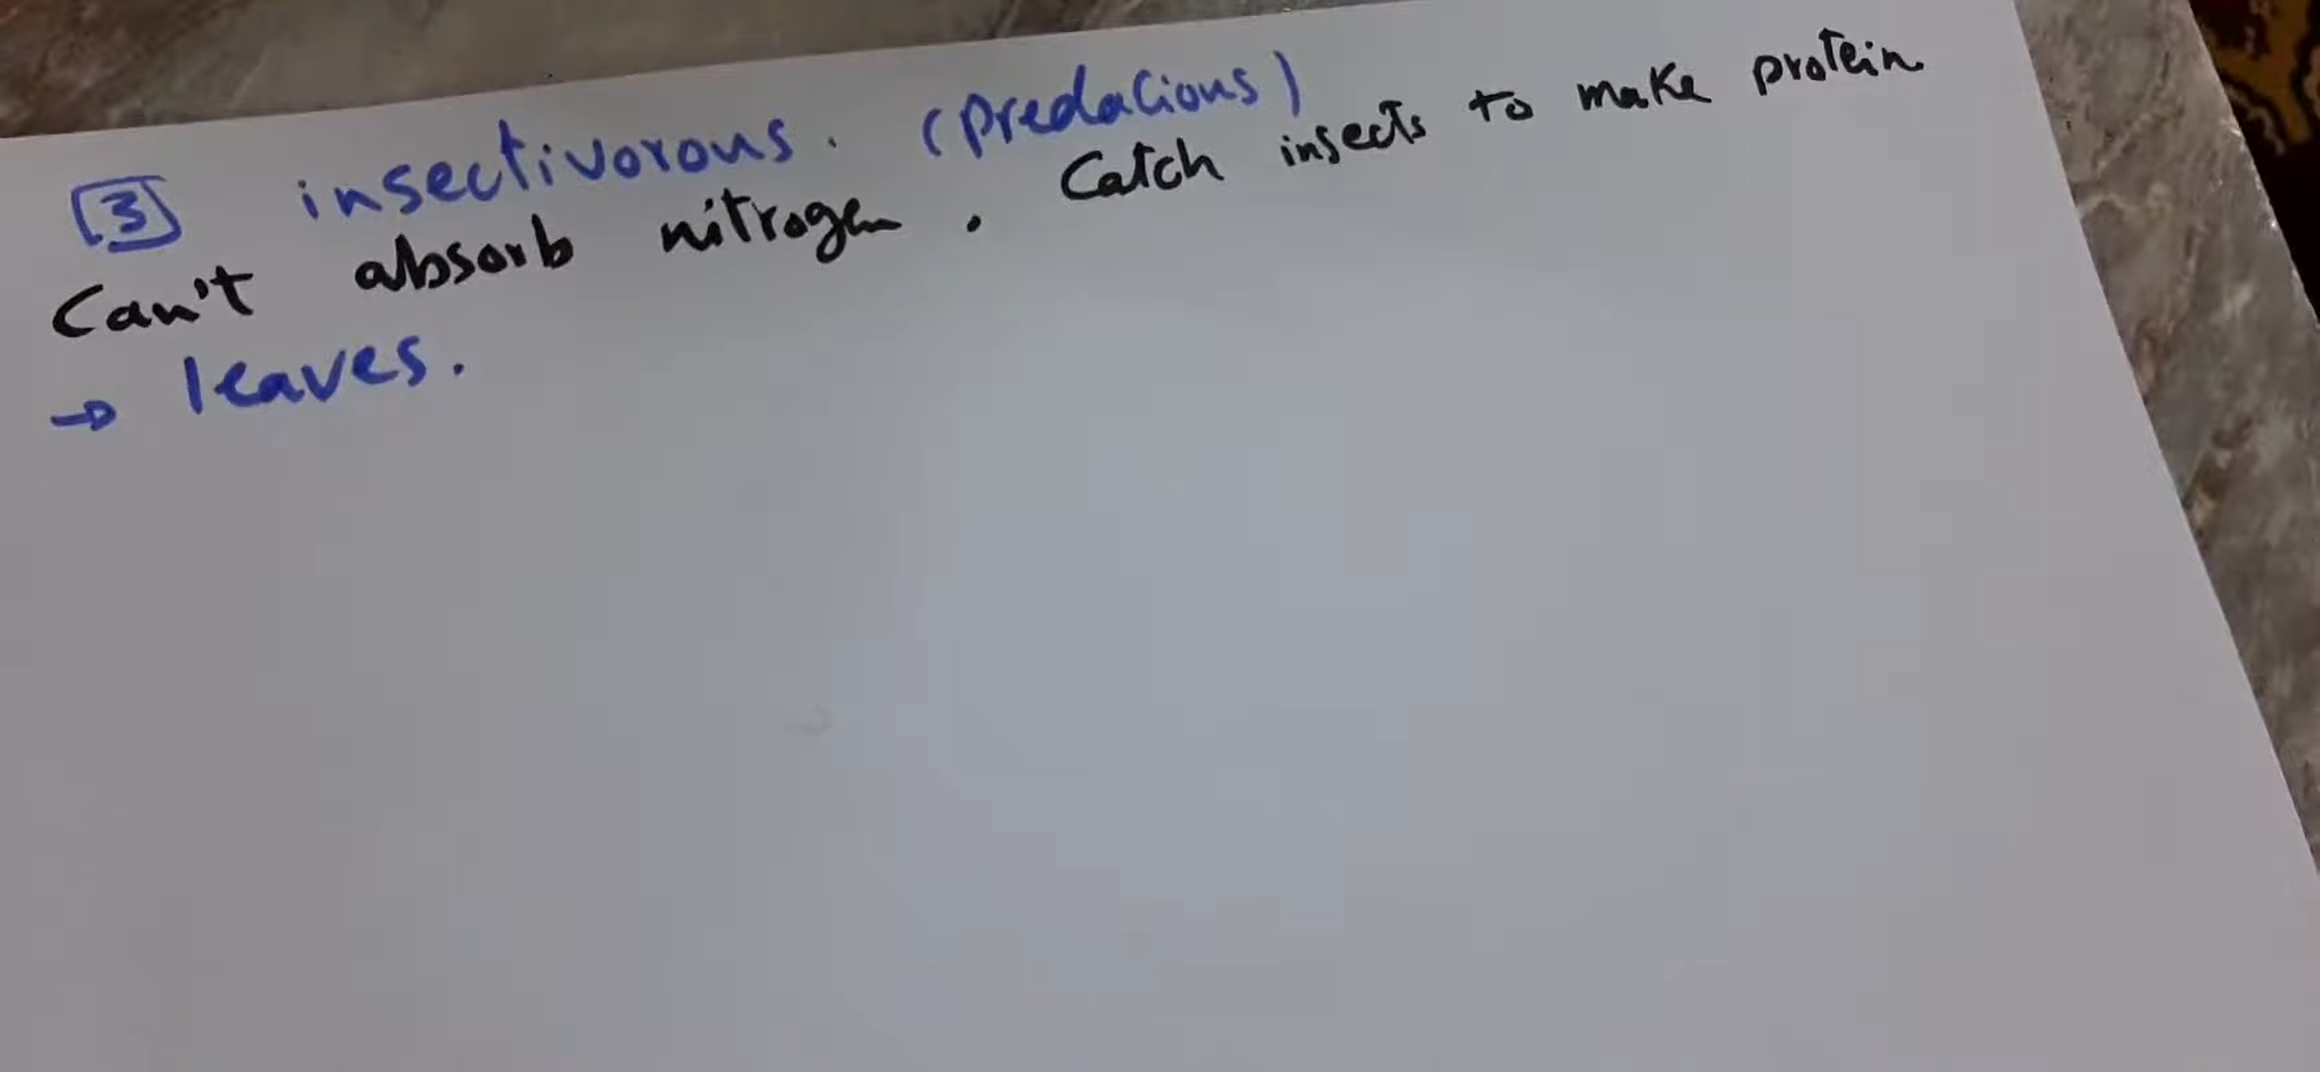 3 insectivorous. (predacious)
Can't absorb nitrogen. Catch insects to make protein
→ leaves.